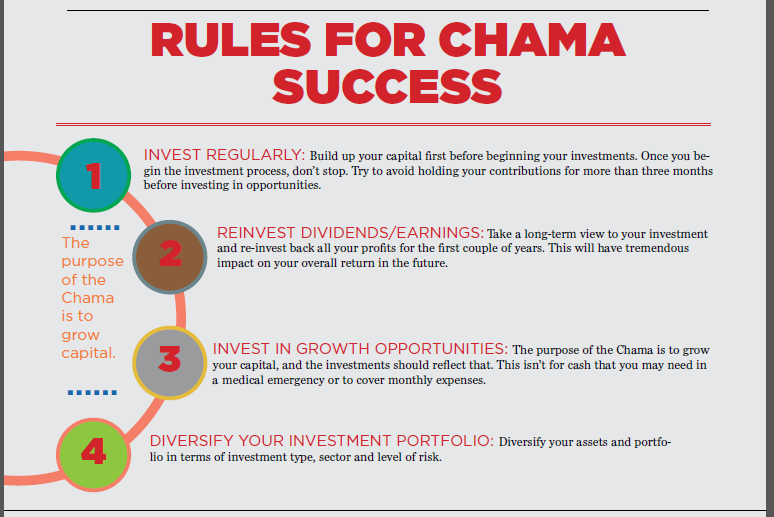 RULES FOR CHAMA
SUCCESS
1
INVEST REGULARLY: Build up your capital first before beginning your investments. Once you be-
gin the investment process, don't stop. Try to avoid holding your contributions for more than three months
before investing in opportunities.
2
REINVEST DIVIDENDS/EARNINGS: Take a long-term view to your investment
and re-invest back all your profits for the first couple of years. This will have tremendous
impact on your overall return in the future.
The
purpose
of the
Chama
is to
grow
capital.
3
INVEST IN GROWTH OPPORTUNITIES: The purpose of the Chama is to grow
your capital, and the investments should reflect that. This isn't for cash that you may need in
a medical emergency or to cover monthly expenses.
4
DIVERSIFY YOUR INVESTMENT PORTFOLIO: Diversify your assets and portfo-
lio in terms of investment type, sector and level of risk.